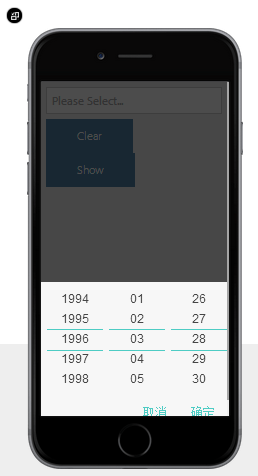 Please Select...
Clear
Show
1994 01 26
1995 02 27
1996 03 28
1997 04 29
1998 05 30
取消 确定